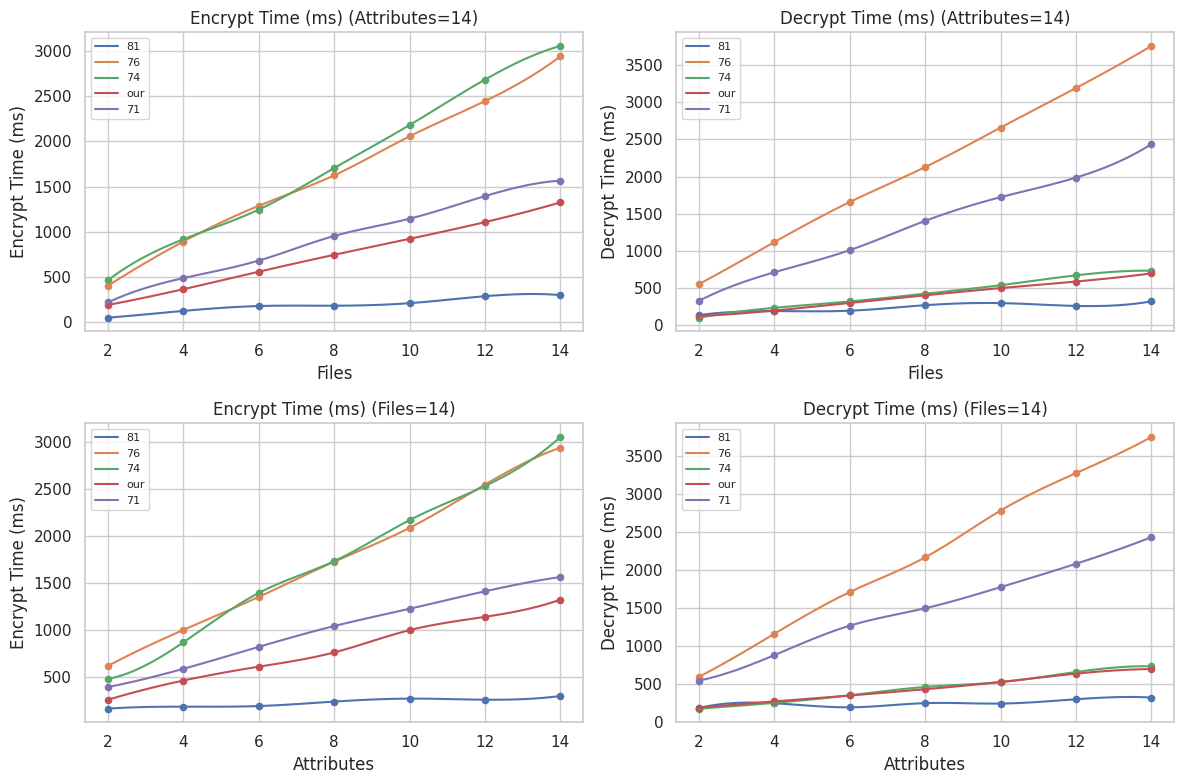 Encrypt Time (ms) (Attributes=14)
Encrypt Time (ms)
3000
2500
2000
1500
1000
500
0
81
76
74
our
71
2 4 6 8 10 12 14
Files
Decrypt Time (ms) (Attributes=14)
Decrypt Time (ms)
3500
3000
2500
2000
1500
1000
500
0
81
76
74
our
71
2 4 6 8 10 12 14
Files
Encrypt Time (ms) (Files=14)
Encrypt Time (ms)
3000
2500
2000
1500
1000
500
81
76
74
our
71
2 4 6 8 10 12 14
Attributes
Decrypt Time (ms) (Files=14)
Decrypt Time (ms)
3500
3000
2500
2000
1500
1000
500
0
81
76
74
our
71
2 4 6 8 10 12 14
Attributes